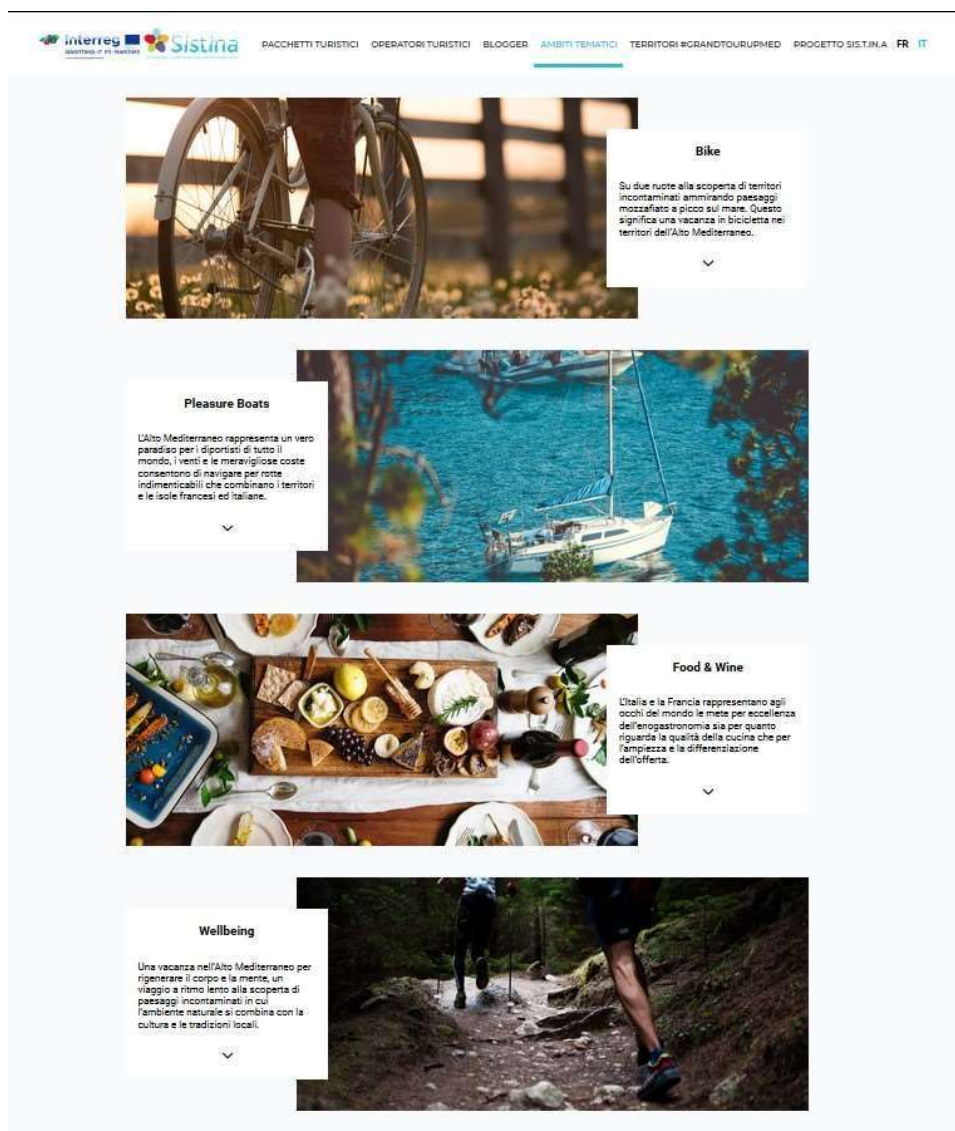 Interreg
Sistina
PACCHETTI TURISTICI OPERATORI TURISTICI BLOGGER AMBITI TEMATICI TERRITORI #GRANDTOURUPMED PROGETTO SIS.T.IN.A FR IT
Bike
Su due ruote alla scoperta di territori
incontaminati ammirando paesaggi
mozzafiato a picco sul mare. Questo
significa una vacanza in bicicletta nei
territori dell'Alto Mediterraneo.
Pleasure Boats
L'Alto Mediterraneo rappresenta un vero
paradiso per i diportisti di tutto il
mondo, i venti e le meravigliose coste
consentono di navigare per rotte
indimenticabili che combinano i territori
e le isole francesi ed italiane.
Food & Wine
L'Italia e la Francia rappresentano agli
occhi del mondo le mete per eccellenza
dell'enogastronomia sia per quanto
riguarda la qualità della cucina che per
l'ampiezza e la differenziazione
dell'offerta.
Wellbeing
Una vacanza nell'Alto Mediterraneo per
rigenerare il corpo e la mente, un
viaggio a ritmo lento alla scoperta di
paesaggi incontaminati in cui
l'ambiente naturale si combina con la
cultura e le tradizioni locali.